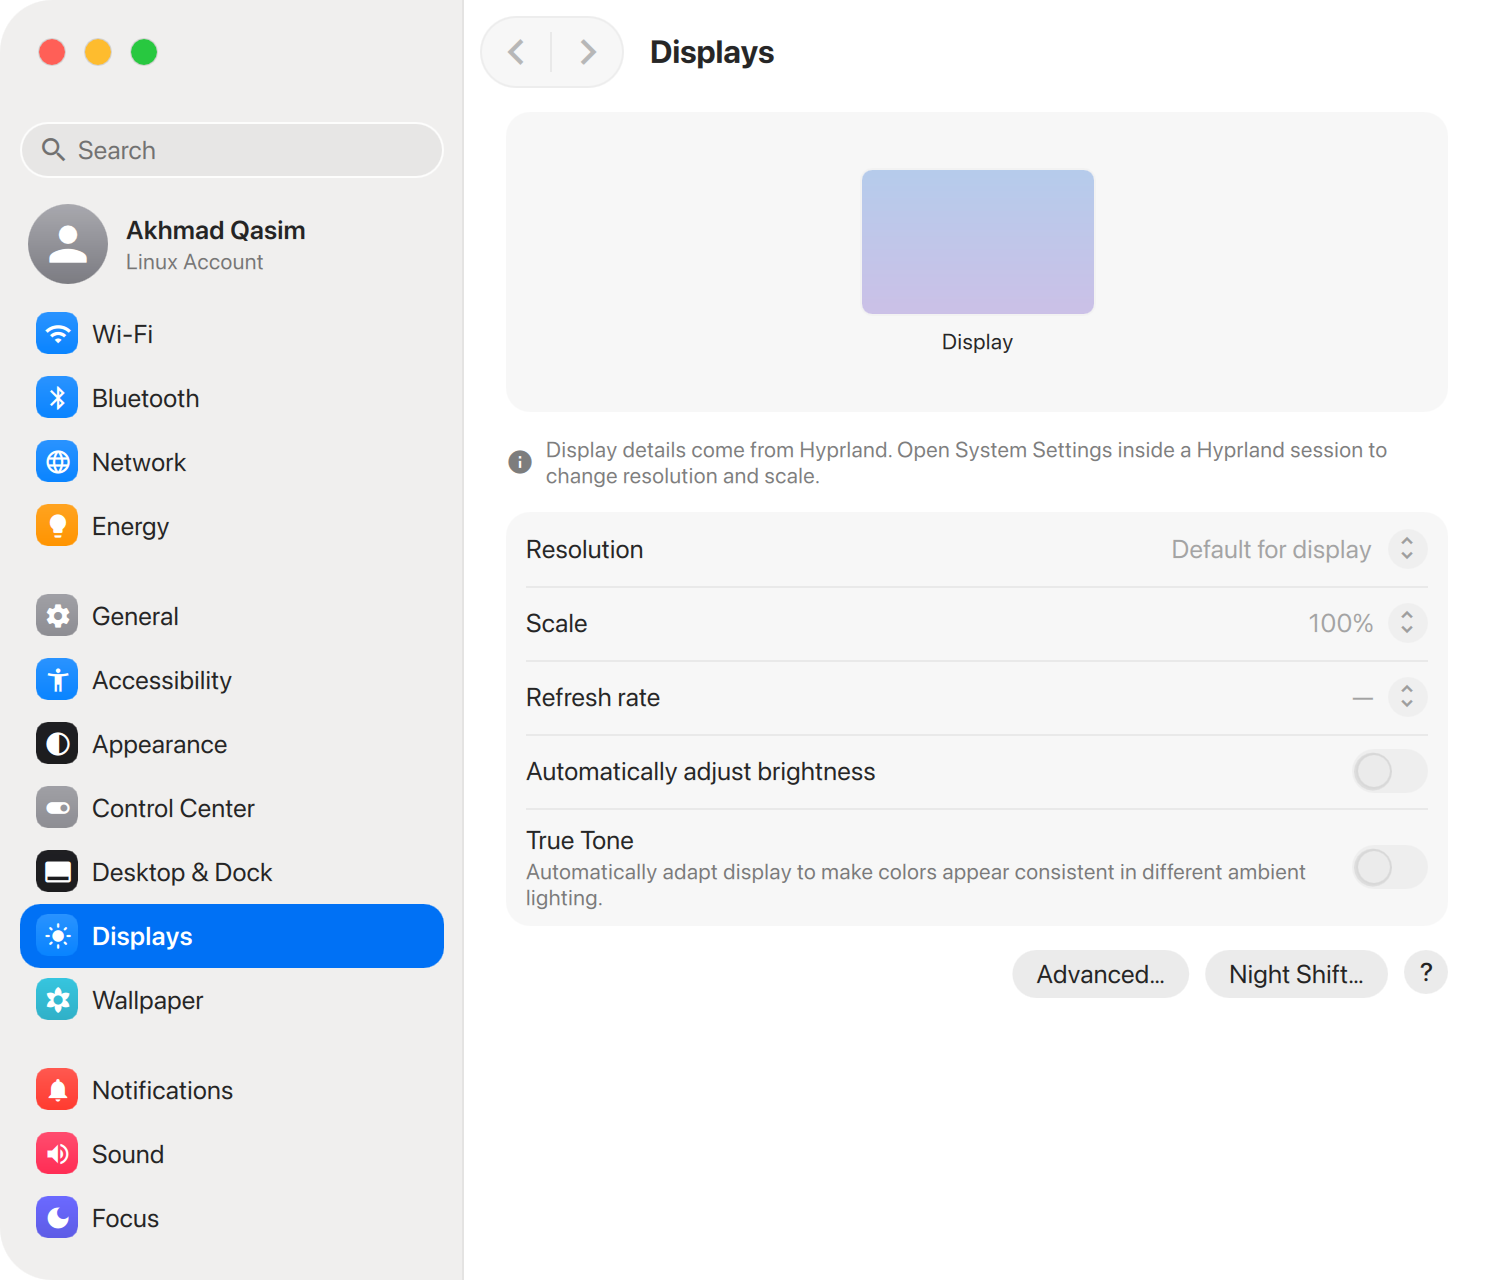 Displays
Search
Akhmad Qasim
Linux Account
Wi-Fi
Bluetooth
Network
Energy
General
Accessibility
Appearance
Control Center
Desktop & Dock
Displays
Wallpaper
Notifications
Sound
Focus
Display
Display details come from Hyprland. Open System Settings inside a Hyprland session to
change resolution and scale.
Resolution Default for display
Scale 100%
Refresh rate —
Automatically adjust brightness
True Tone
Automatically adapt display to make colors appear consistent in different ambient
lighting.
Advanced... Night Shift... ?